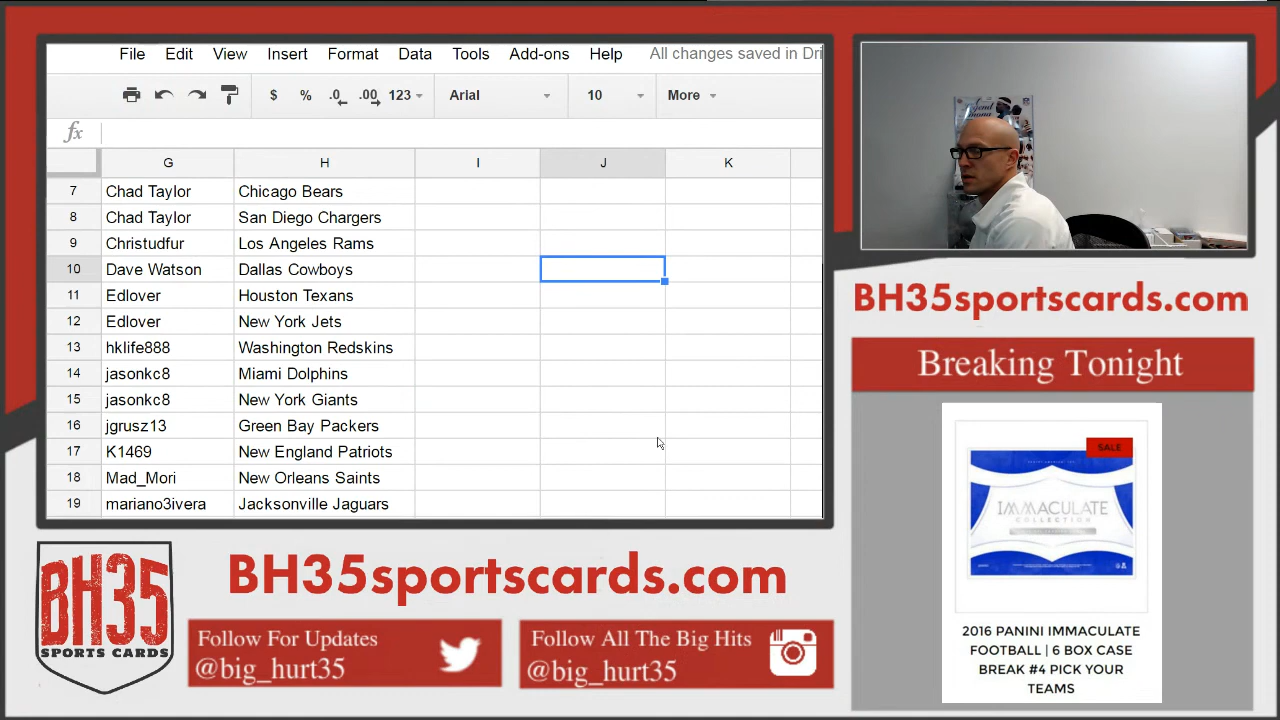 File Edit View Insert Format Data Tools Add-ons Help All changes saved in Dri
$ % .0 .00 123 Arial 10 More
fx
G H I J K
7 Chad Taylor Chicago Bears
8 Chad Taylor San Diego Chargers
9 Christudfur Los Angeles Rams
10 Dave Watson Dallas Cowboys
11 Edlover Houston Texans
12 Edlover New York Jets
13 hklife888 Washington Redskins
14 jasonkc8 Miami Dolphins
15 jasonkc8 New York Giants
16 jgrusz13 Green Bay Packers
17 K1469 New England Patriots
18 Mad_Mori New Orleans Saints
19 mariano3ivera Jacksonville Jaguars
BH35sportscards.com
Breaking Tonight
SALE
IMMACULATE
COLLECTION
2016 PANINI IMMACULATE
FOOTBALL | 6 BOX CASE
BREAK #4 PICK YOUR
TEAMS
BH35
SPORTS CARDS
BH35sportscards.com
Follow For Updates
@big_hurt35
Follow All The Big Hits
@big_hurt35